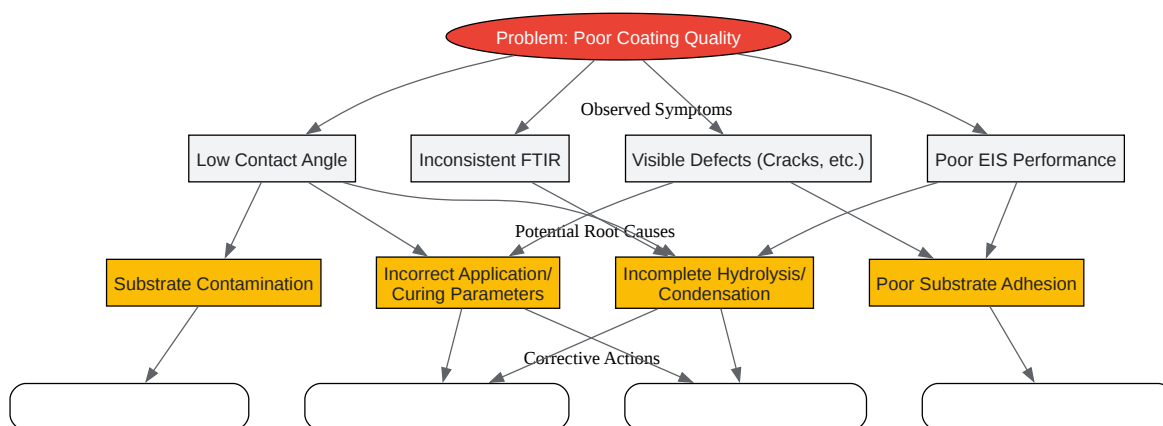 Problem: Poor Coating Quality
Observed Symptoms
Low Contact Angle
Inconsistent FTIR
Visible Defects (Cracks, etc.)
Poor EIS Performance
Potential Root Causes
Substrate Contamination
Incorrect Application/
Curing Parameters
Incomplete Hydrolysis/
Condensation
Poor Substrate Adhesion
Corrective Actions